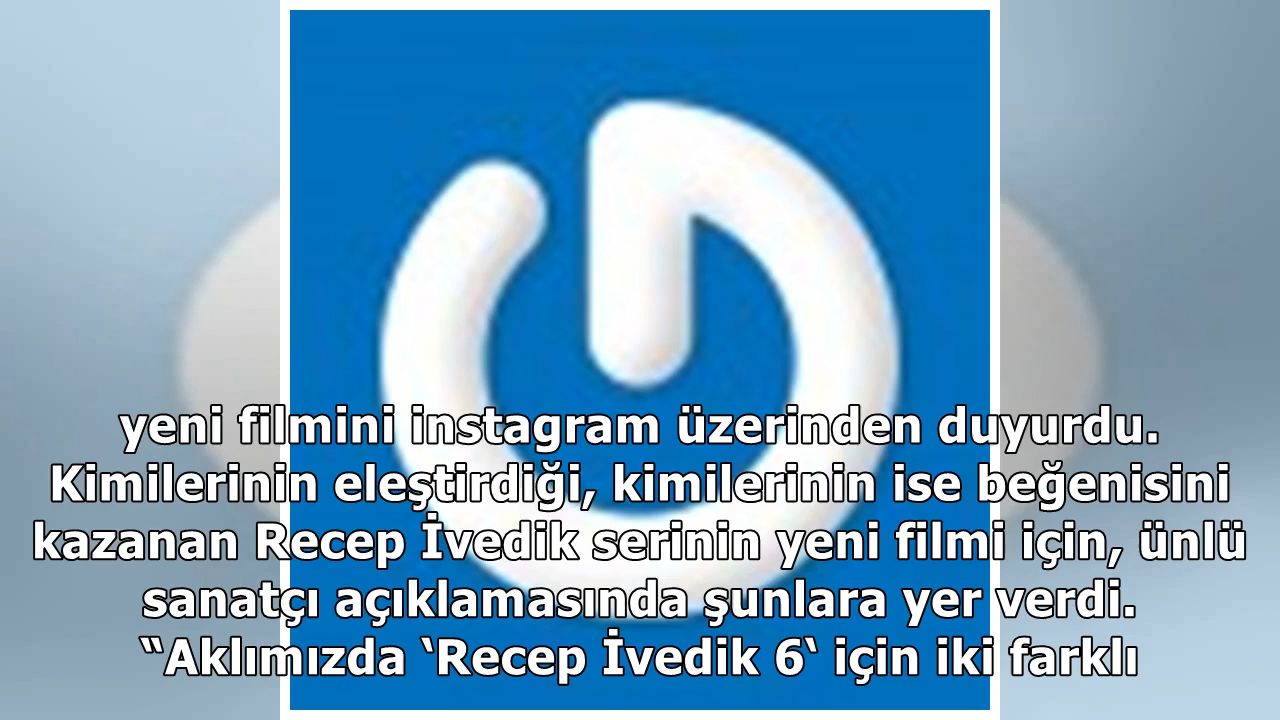 yeni filmini instagram üzerinden duyurdu.
Kimilerinin eleştirdiği, kimilerinin ise beğenisini
kazanan Recep İvedik serinin yeni filmi için, ünlü
sanatçı açıklamasında şunlara yer verdi.
“Aklımızda ‘Recep İvedik 6‘ için iki farklı